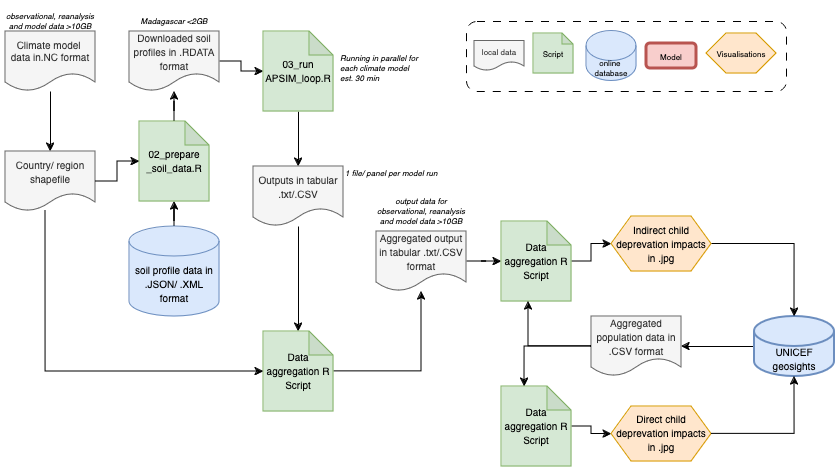 observational, reanalysis
and model data >10GB
Climate model
data in.NC format
Country/ region
shapefile
Madagascar <2GB
Downloaded soil
profiles in .RDATA
format
02_prepare
_soil_data.R
soil profile data in
.JSON/ .XML
format
03_run
APSIM_loop.R
Running in parallel for
each climate model
est. 30 min
Outputs in tabular
.txt/.CSV
1 file/ panel per model run
Data
aggregation R
Script
output data for
observational, reanalysis
and model data >10GB
Aggregated output
in tabular .txt/.CSV
format
local data
Script
online
database
Model
Visualisations
Data
aggregation R
Script
Indirect child
deprevation impacts
in .jpg
Aggregated
population data in
.CSV format
UNICEF
geosights
Data
aggregation R
Script
Direct child
deprevation impacts
in .jpg